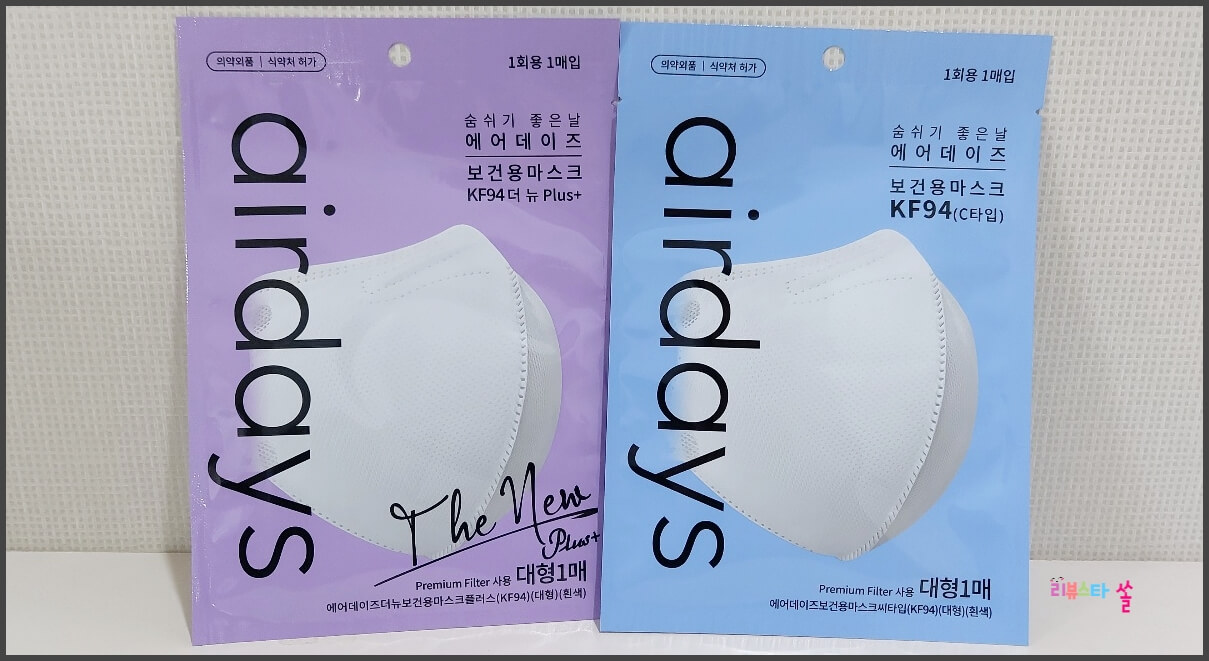 의약외품 | 식약처 허가
1회용 1매입
airdays
숨쉬기 좋은날
에어데이즈
보건용마스크
KF94더 뉴 Plus+
The New
Plus+
Premium Filter 사용 대형1매
에어데이즈더뉴보건용마스크플러스(KF94)(대형)(흰색)
의약외품 | 식약처 허가
1회용 1매입
airdays
숨쉬기 좋은날
에어데이즈
보건용마스크
KF94(C타입)
Premium Filter 사용 대형1매
에어데이즈보건용마스크씨타입(KF94)(대형)(흰색)
리뷰스타 쏠